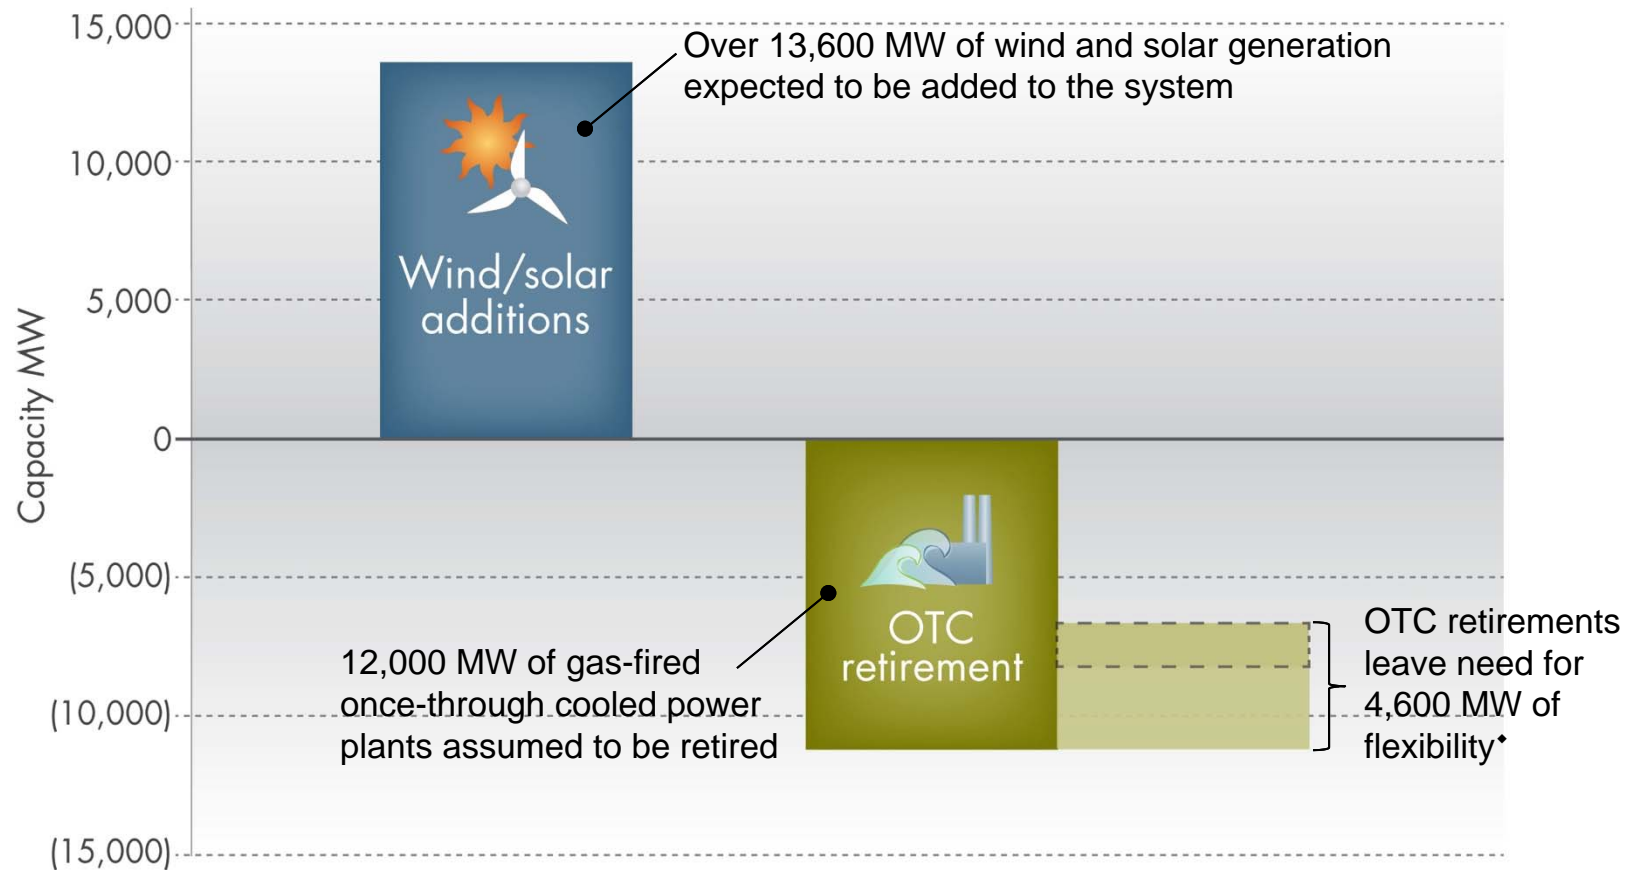 15,000
Over 13,600 MW of wind and solar generation
expected to be added to the system
10,000
Wind/solar
additions
5,000
Capacity MW
0
(5,000)
OTC
retirement
12,000 MW of gas-fired
once-through cooled power
plants assumed to be retired
OTC retirements
leave need for
4,600 MW of
flexibility◆
(10,000)
(15,000)